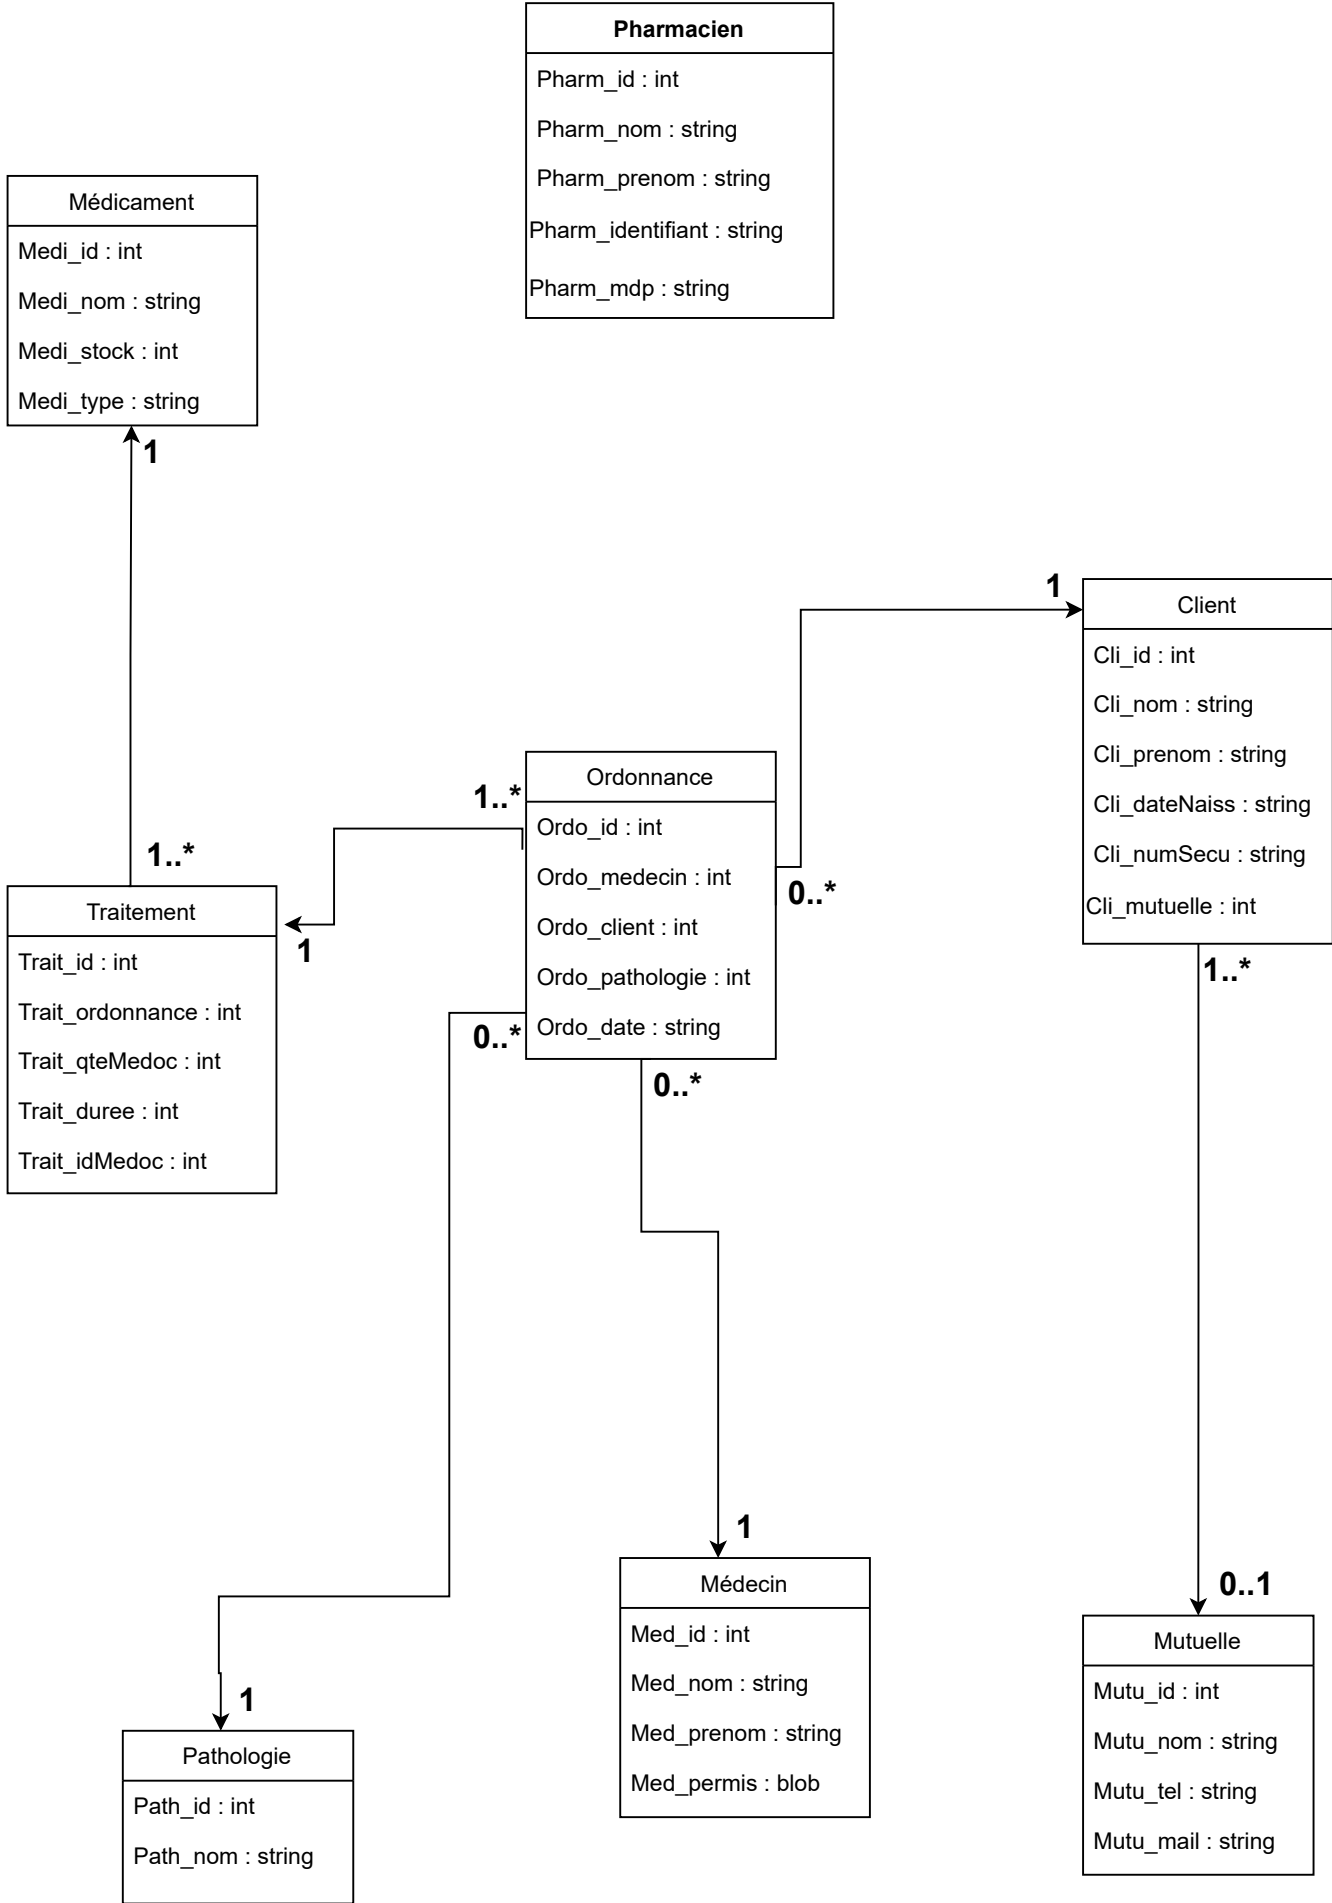 Pharmacien
Pharm_id : int
Pharm_nom : string
Pharm_prenom : string
Pharm_identifiant : string
Pharm_mdp : string
Médicament
Medi_id : int
Medi_nom : string
Medi_stock : int
Medi_type : string
1
1..*
Traitement
Trait_id : int
Trait_ordonnance : int
Trait_qteMedoc : int
Trait_duree : int
Trait_idMedoc : int
1
1..*
Ordonnance
Ordo_id : int
Ordo_medecin : int
Ordo_client : int
Ordo_pathologie : int
Ordo_date : string
0..*
0..*
0..*
1
Client
Cli_id : int
Cli_nom : string
Cli_prenom : string
Cli_dateNaiss : string
Cli_numSecu : string
Cli_mutuelle : int
1..*
1
Pathologie
Path_id : int
Path_nom : string
1
Médecin
Med_id : int
Med_nom : string
Med_prenom : string
Med_permis : blob
0..1
Mutuelle
Mutu_id : int
Mutu_nom : string
Mutu_tel : string
Mutu_mail : string